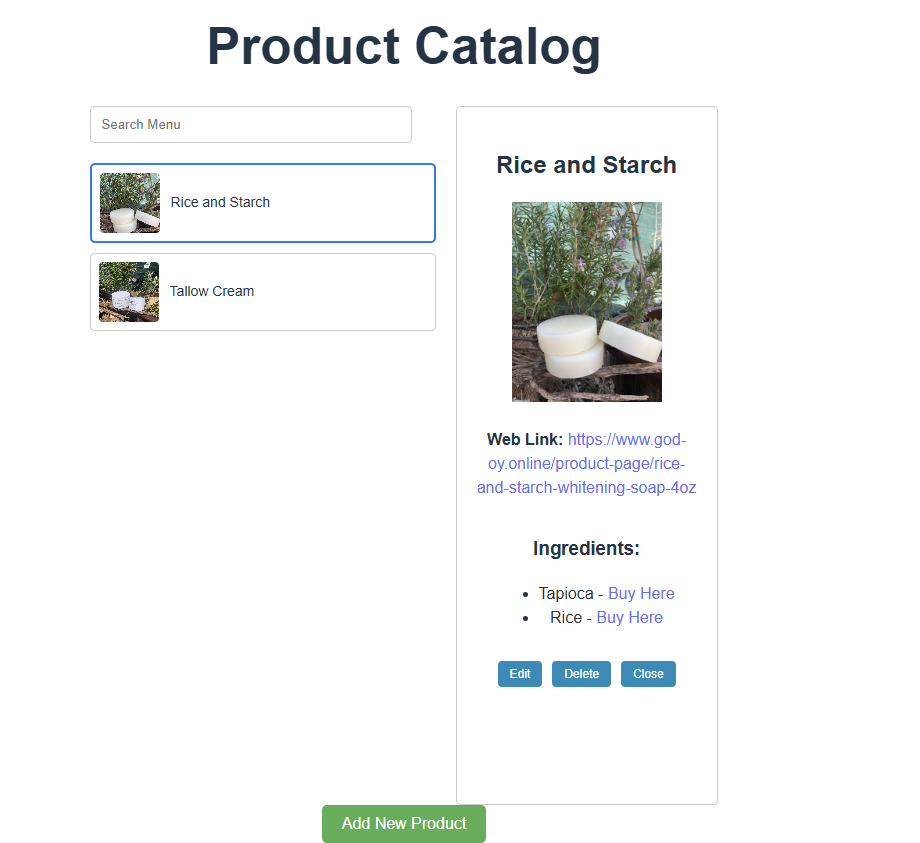 Product Catalog
Search Menu
Rice and Starch
Tallow Cream
Rice and Starch
Web Link: https://www.god-
oy.online/product-page/rice-
and-starch-whitening-soap-4oz
Ingredients:
• Tapioca - Buy Here
• Rice - Buy Here
Edit Delete Close
Add New Product